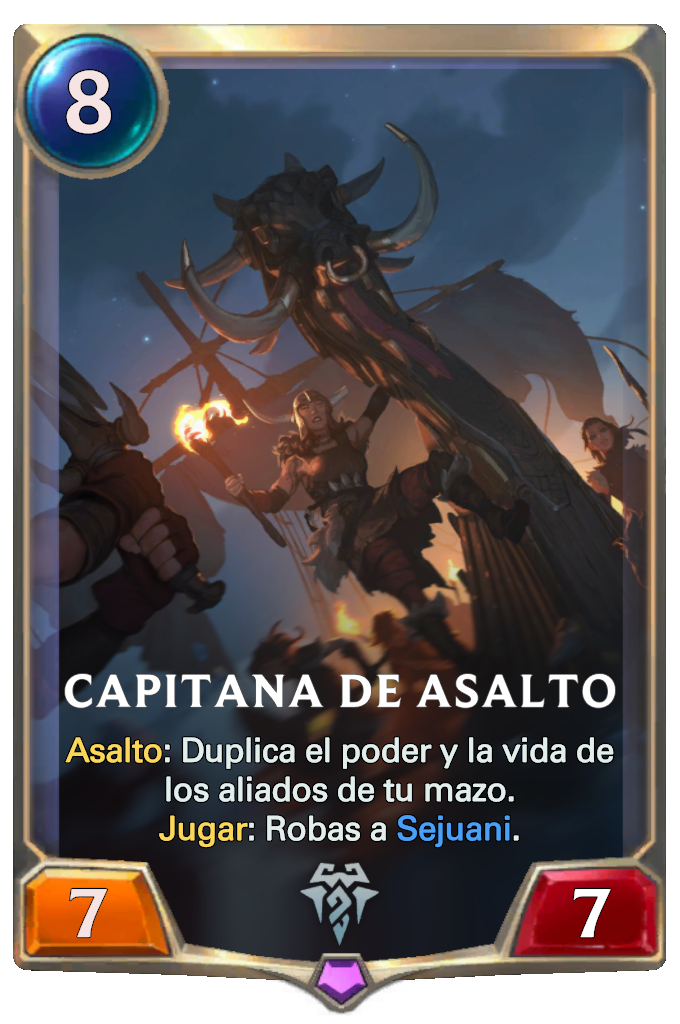 8
CAPITANA DE ASALTO
Asalto: Duplica el poder y la vida de
los aliados de tu mazo.
Jugar: Robas a Sejuani.
7
7